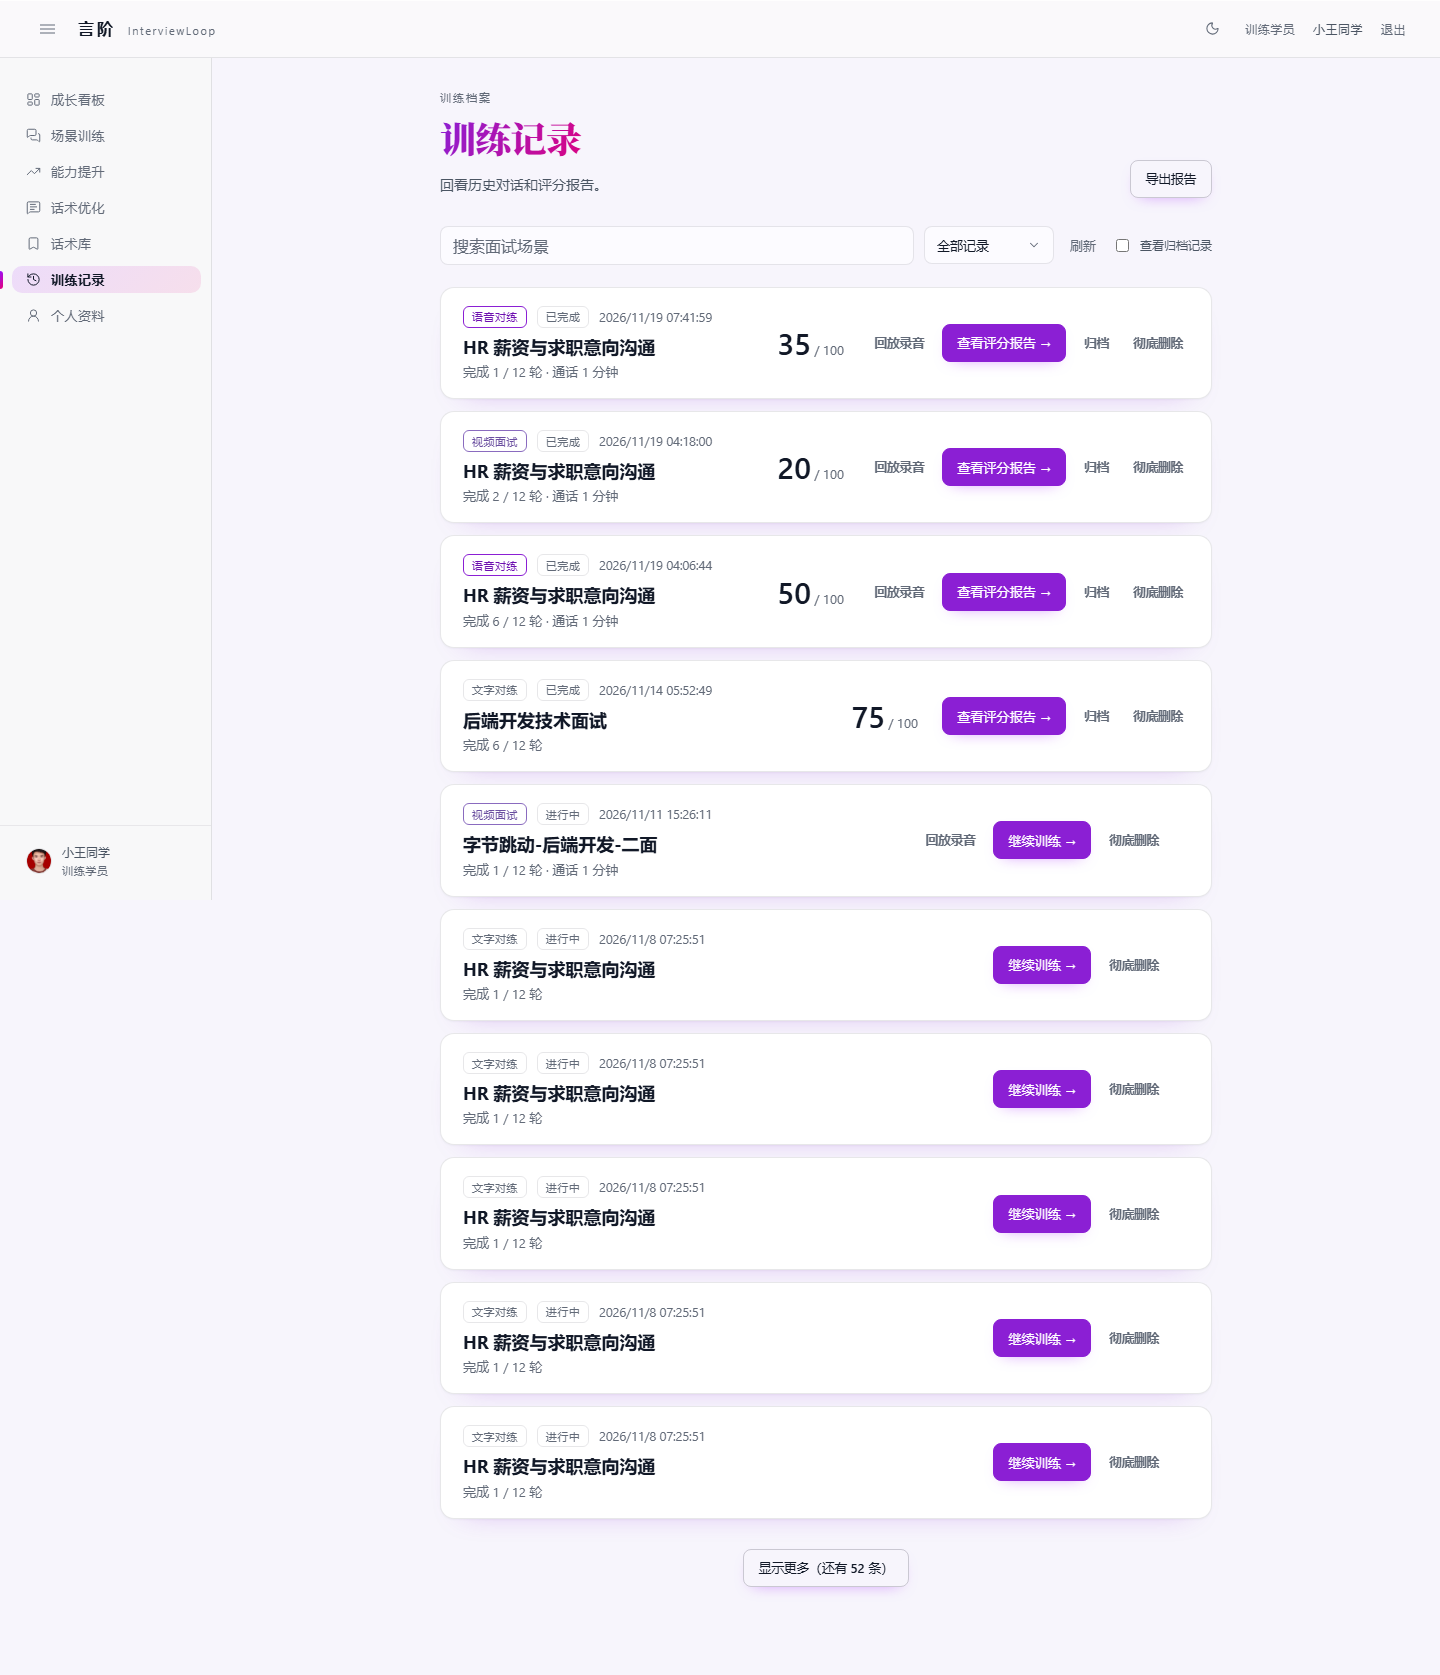 言阶 InterviewLoop
训练学员 小王同学 退出
成长看板
场景训练
能力提升
话术优化
话术库
训练记录
个人资料
小王同学
训练学员
训练档案
训练记录
回看历史对话和评分报告。
导出报告
搜索面试场景 全部记录 刷新 查看归档记录
语音对练 已完成 2026/11/19 07:41:59
HR 薪资与求职意向沟通
完成 1 / 12 轮 · 通话 1 分钟
35 / 100 回放录音 查看评分报告 → 归档 彻底删除
视频面试 已完成 2026/11/19 04:18:00
HR 薪资与求职意向沟通
完成 2 / 12 轮 · 通话 1 分钟
20 / 100 回放录音 查看评分报告 → 归档 彻底删除
语音对练 已完成 2026/11/19 04:06:44
HR 薪资与求职意向沟通
完成 6 / 12 轮 · 通话 1 分钟
50 / 100 回放录音 查看评分报告 → 归档 彻底删除
文字对练 已完成 2026/11/14 05:52:49
后端开发技术面试
完成 6 / 12 轮
75 / 100 查看评分报告 → 归档 彻底删除
视频面试 进行中 2026/11/11 15:26:11
字节跳动-后端开发-二面
完成 1 / 12 轮 · 通话 1 分钟
回放录音 继续训练 → 彻底删除
文字对练 进行中 2026/11/8 07:25:51
HR 薪资与求职意向沟通
完成 1 / 12 轮
继续训练 → 彻底删除
文字对练 进行中 2026/11/8 07:25:51
HR 薪资与求职意向沟通
完成 1 / 12 轮
继续训练 → 彻底删除
文字对练 进行中 2026/11/8 07:25:51
HR 薪资与求职意向沟通
完成 1 / 12 轮
继续训练 → 彻底删除
文字对练 进行中 2026/11/8 07:25:51
HR 薪资与求职意向沟通
完成 1 / 12 轮
继续训练 → 彻底删除
文字对练 进行中 2026/11/8 07:25:51
HR 薪资与求职意向沟通
完成 1 / 12 轮
继续训练 → 彻底删除
显示更多（还有 52 条）